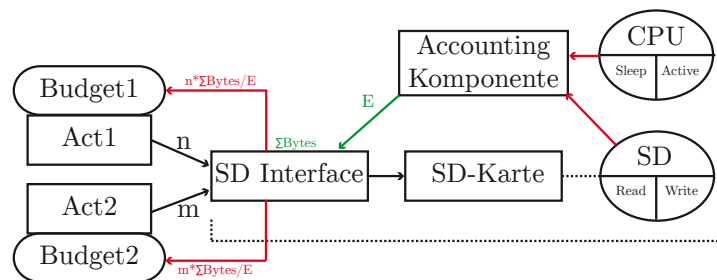 Accounting
Komponente
CPU
Sleep
Active
n*ΣBytes/E
Budget1
E
Act1
n
ΣBytes
SD Interface
SD-Karte
SD
Read
Write
Act2
m
Budget2
m*ΣBytes/E